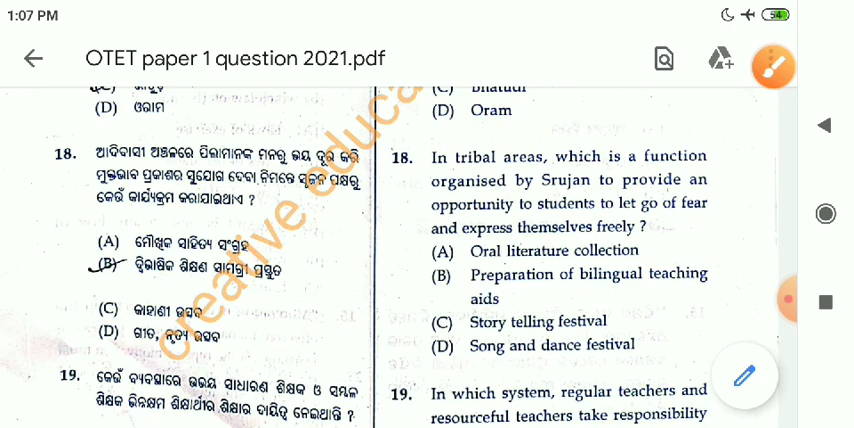 1:07 PM
54
OTET paper 1 question 2021.pdf
(D) ଓରାମ
18. ଆଦିବାସୀ ଅଞ୍ଚଳରେ ପିଲାମାନଙ୍କ ମନରୁ ଭୟ ଦୂର କରି
ମୁକ୍ତଭାବ ପ୍ରକାଶର ସୁଯୋଗ ଦେବା ନିମନ୍ତେ ସୃଜନ ପକ୍ଷରୁ
କେଉଁ କାର୍ଯ୍ୟକ୍ରମ କରାଯାଇଥାଏ ?
(A) ମୌଖିକ ସାହିତ୍ୟ ସଂଗ୍ରହ
(B) ଦ୍ୱିଭାଷିକ ଶିକ୍ଷଣ ସାମଗ୍ରୀ ପ୍ରସ୍ତୁତ
(C) କାହାଣୀ ଉତ୍ସବ
(D) ଗୀତ, ନୃତ୍ୟ ଉତ୍ସବ
19. କେଉଁ ବ୍ୟବସ୍ଥାରେ ଉଭୟ ସାଧାରଣ ଶିକ୍ଷକ ଓ ସମ୍ବଳ
ଶିକ୍ଷକ ଭିନ୍ନକ୍ଷମ ଶିକ୍ଷାର୍ଥୀର ଶିକ୍ଷାର ଦାୟିତ୍ୱ ନେଇଥାନ୍ତି ?
(C) Bhatudi
(D) Oram
18. In tribal areas, which is a function
organised by Srujan to provide an
opportunity to students to let go of fear
and express themselves freely ?
(A) Oral literature collection
(B) Preparation of bilingual teaching
aids
(C) Story telling festival
(D) Song and dance festival
19. In which system, regular teachers and
resourceful teachers take responsibility
creative educa